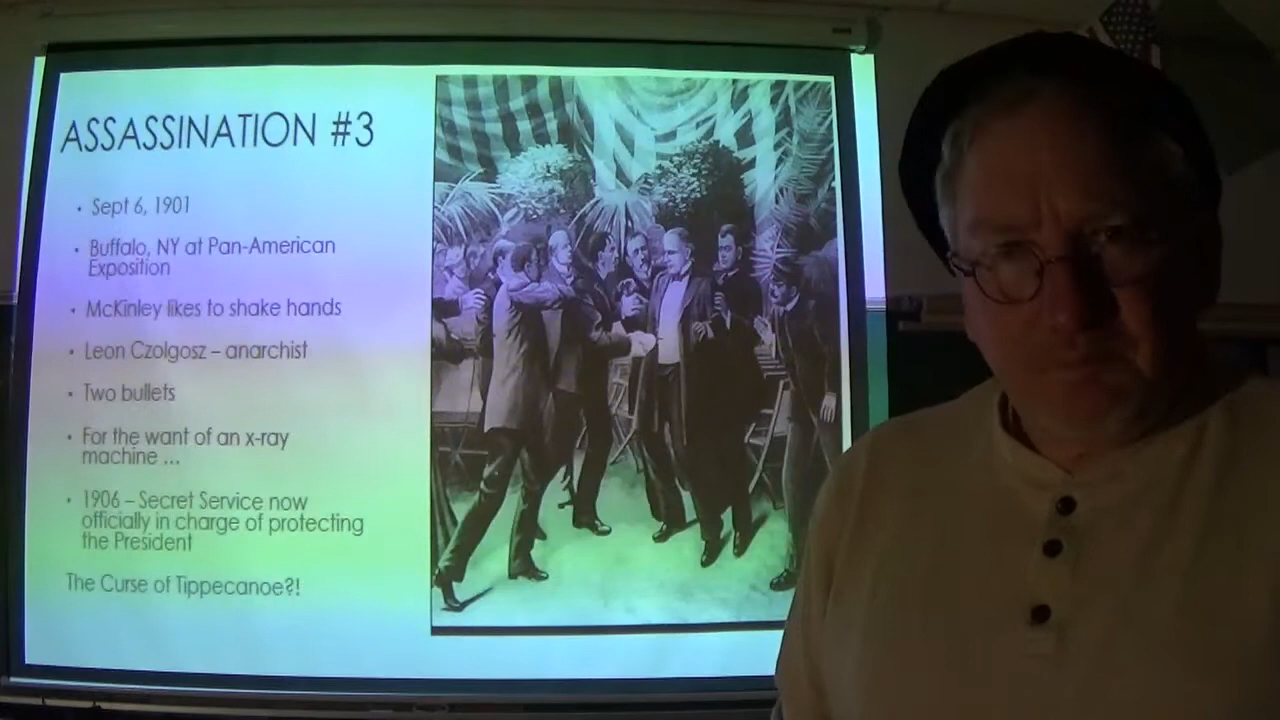 ASSASSINATION #3
• Sept 6, 1901
• Buffalo, NY at Pan-American
Exposition
• McKinley likes to shake hands
• Leon Czolgosz – anarchist
• Two bullets
• For the want of an x-ray
machine ...
• 1906 – Secret Service now
officially in charge of protecting
the President
The Curse of Tippecanoe?!